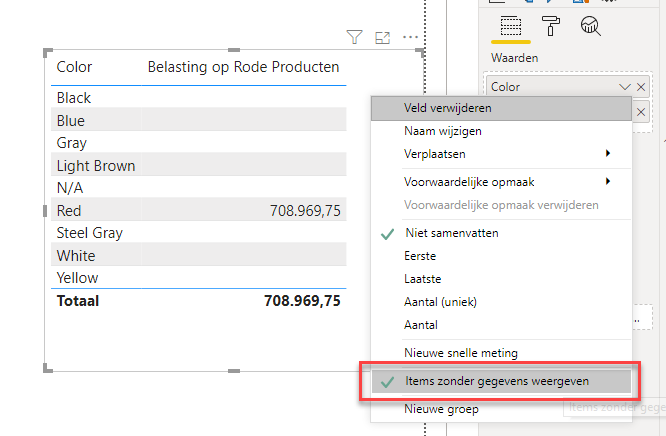 Waarden
Color Belasting op Rode Producten
Black
Blue
Gray
Light Brown
N/A
Red 708.969,75
Steel Gray
White
Yellow
Totaal 708.969,75
Color
Veld verwijderen
Naam wijzigen
Verplaatsen
Voorwaardelijke opmaak
Voorwaardelijke opmaak verwijderen
Niet samenvatten
Eerste
Laatste
Aantal (uniek)
Aantal
Nieuwe snelle meting
Items zonder gegevens weergeven
Nieuwe groep
Items zonder gege